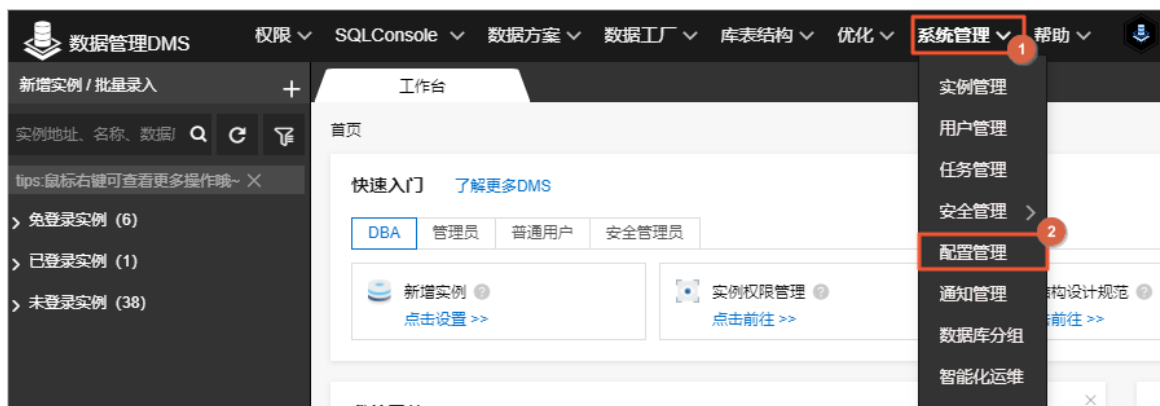 数据管理DMS 权限 SQLConsole 数据方案 数据工厂 库表结构 优化 系统管理 帮助
1
新增实例 / 批量录入 +
工作台
实例管理
实例地址、名称、数据
首页
用户管理
任务管理
tips:鼠标右键可查看更多操作哦~ ×
快速入门 了解更多DMS
安全管理
免登录实例 (6)
DBA 管理员 普通用户 安全管理员
2
配置管理
已登录实例 (1)
新增实例 ?
实例权限管理 ?
通知管理
构设计规范 ?
未登录实例 (38)
点击设置 >>
点击前往 >>
前往 >>
数据库分组
智能化运维